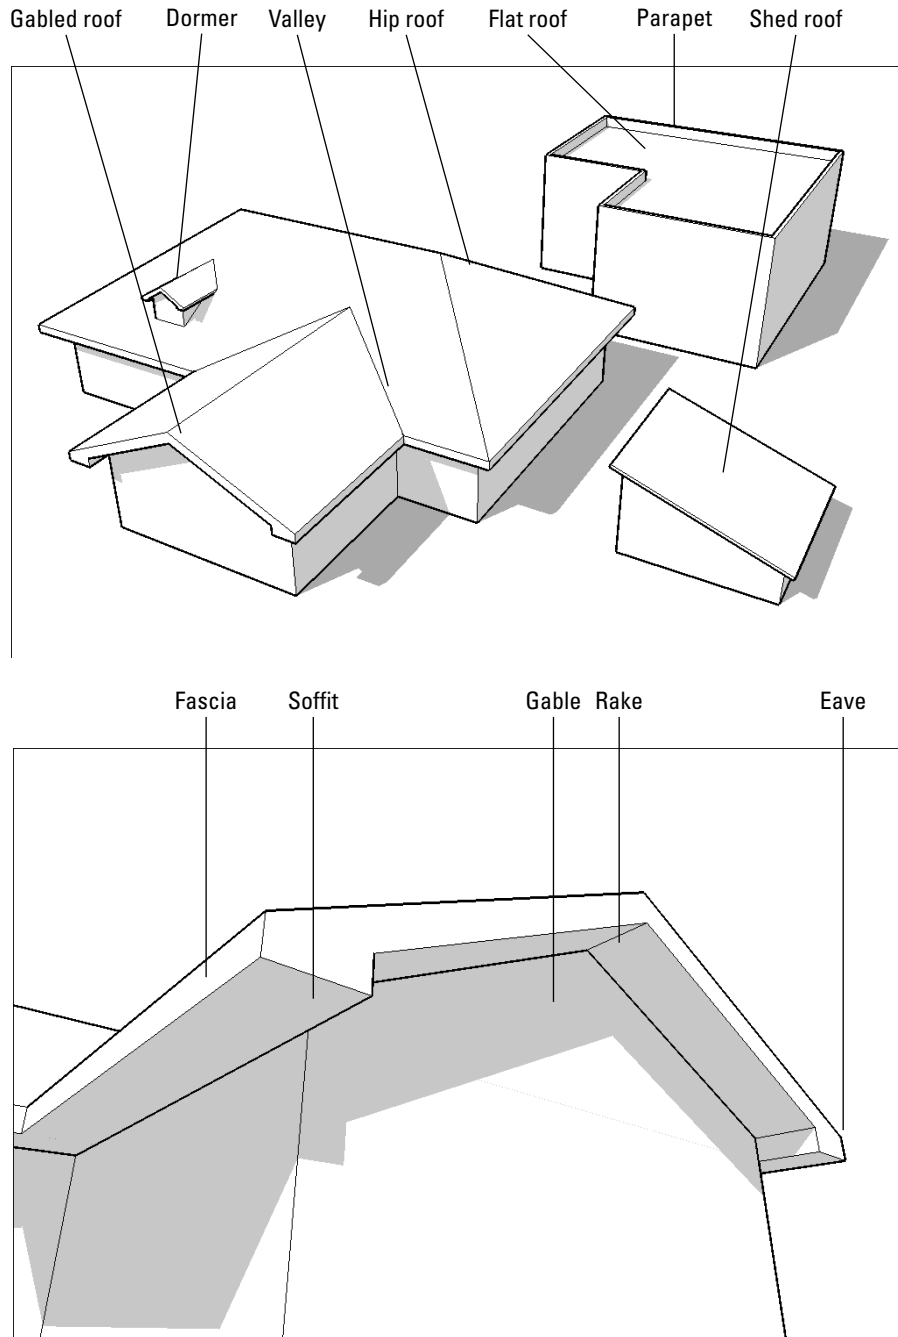 Gabled roof Dormer Valley Hip roof Flat roof Parapet Shed roof
Fascia Soffit Gable Rake Eave